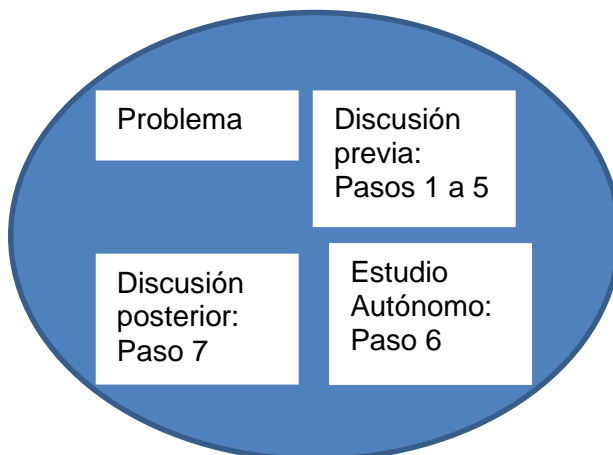 Problema
Discusión
previa:
Pasos 1 a 5
Discusión
posterior:
Paso 7
Estudio
Autónomo:
Paso 6